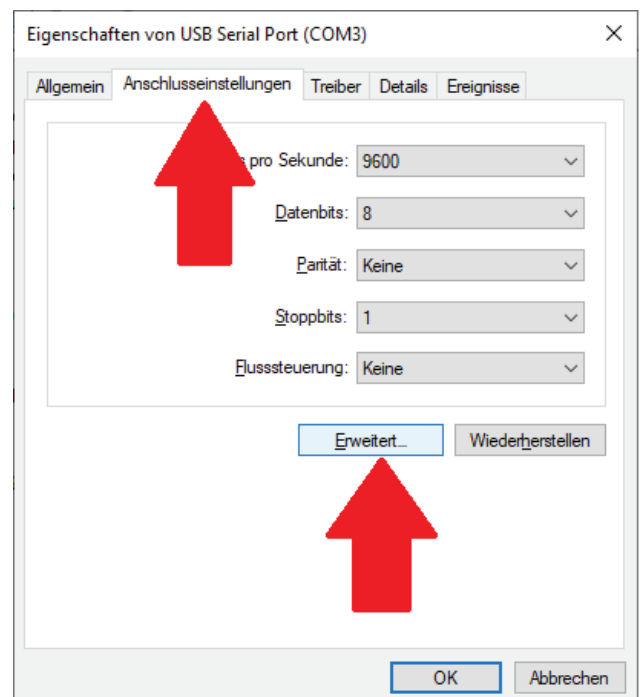 Eigenschaften von USB Serial Port (COM3)
Allgemein Anschlusseinstellungen Treiber Details Ereignisse
pro Sekunde: 9600
Datenbits: 8
Parität: Keine
Stoppbits: 1
Flusssteuerung: Keine
Erweitert... Wiederherstellen
OK Abbrechen